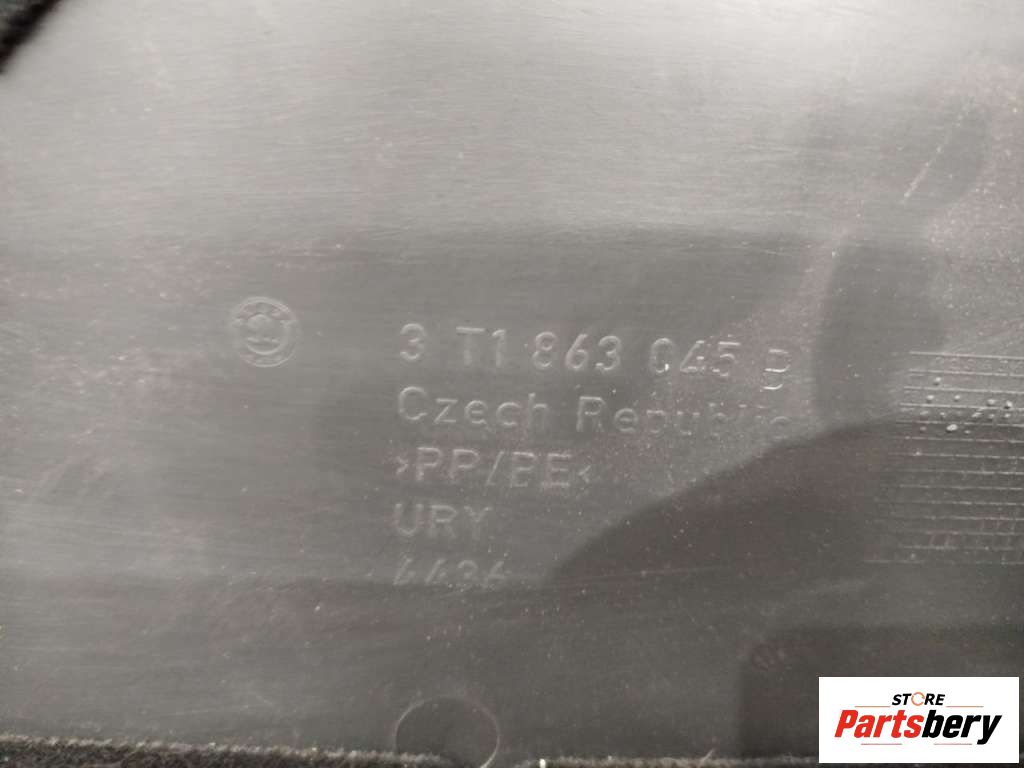 3 T1 863 045 B
Czech Republic
>PP/PE<
URY
STORE
Partsbery